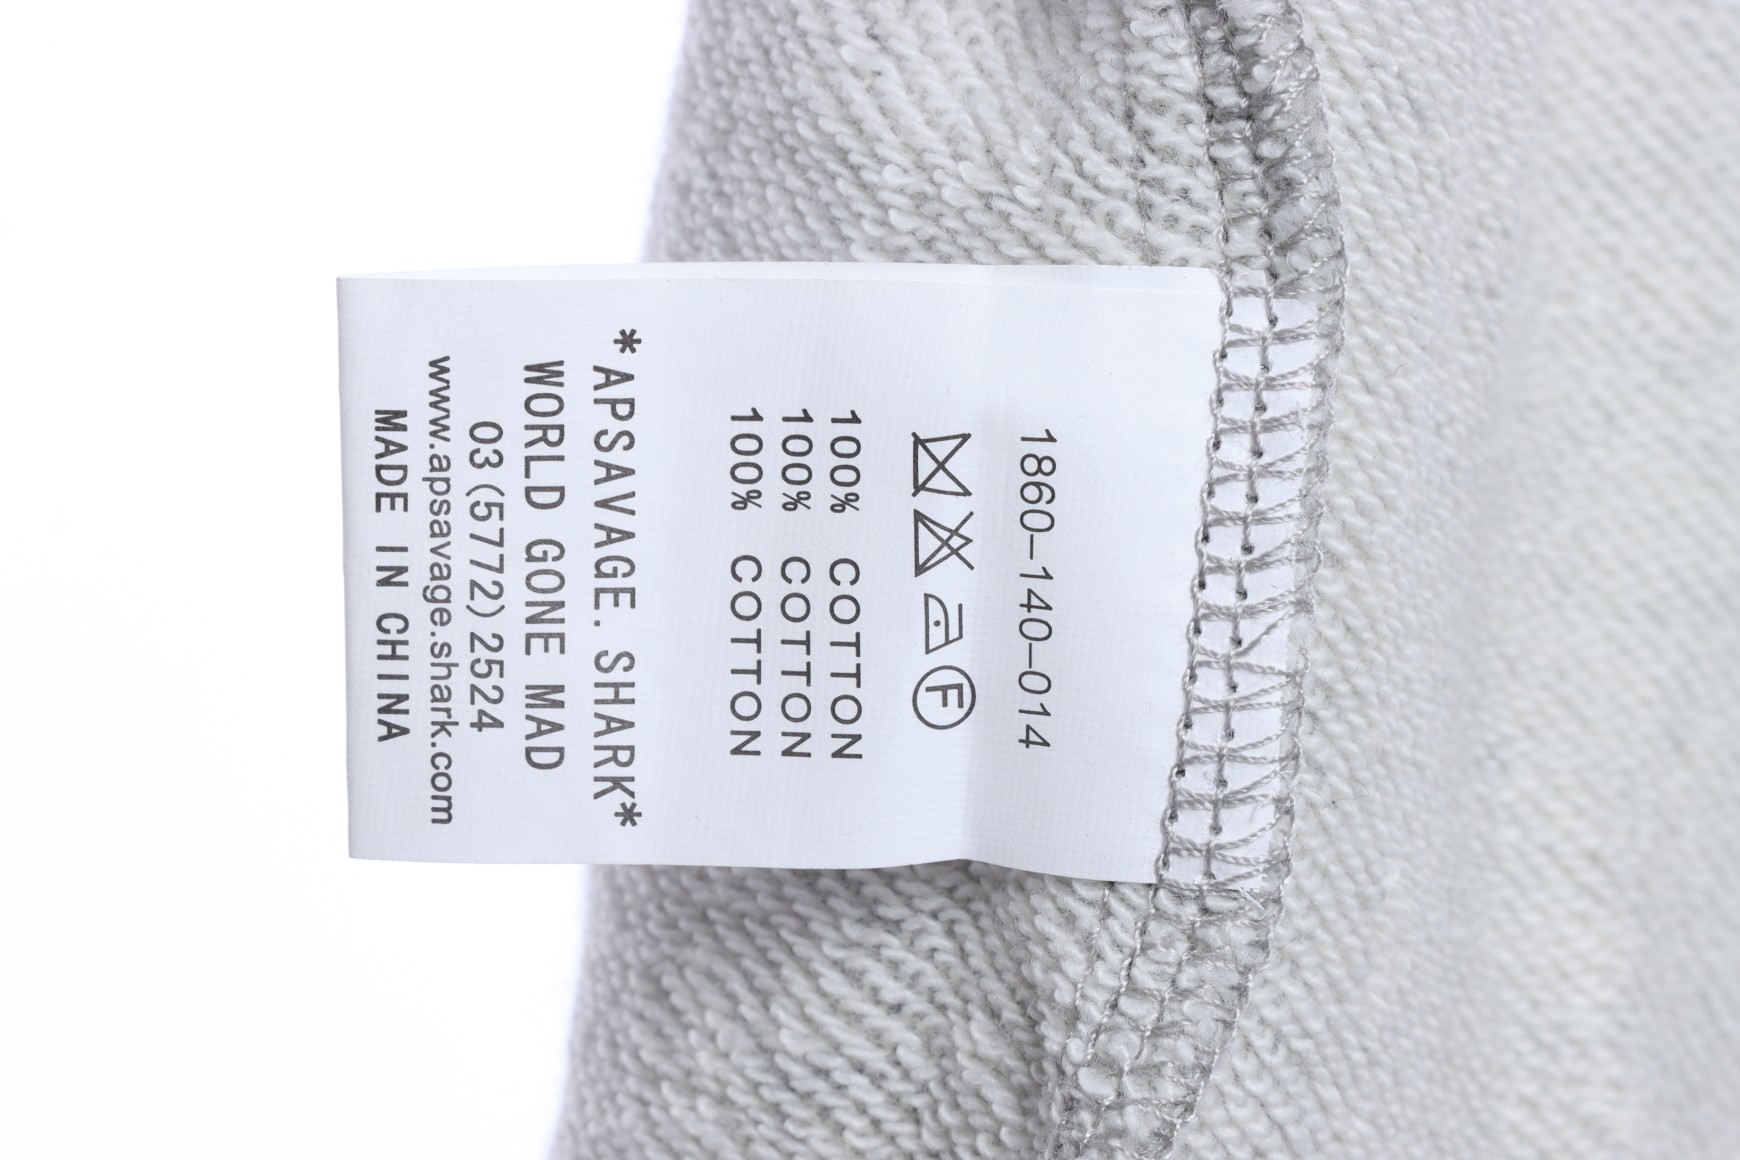 1860-140-014
F
100% COTTON
100% COTTON
100% COTTON
*APSAVAGE. SHARK*
WORLD GONE MAD
03 (5772) 2524
www.apsavage.shark.com
MADE IN CHINA